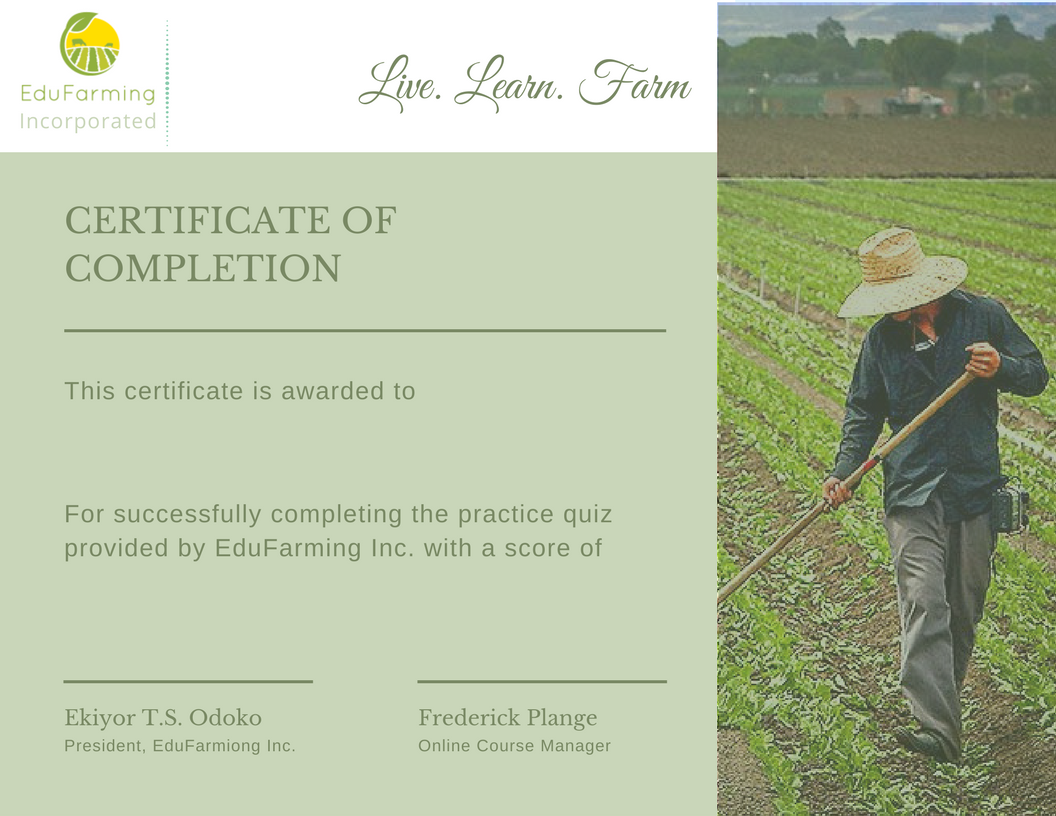 EduFarming
Incorporated
Live. Learn. Farm
CERTIFICATE OF
COMPLETION
This certificate is awarded to
For successfully completing the practice quiz
provided by EduFarming Inc. with a score of
Ekiyor T.S. Odoko
President, EduFarmiong Inc.
Frederick Plange
Online Course Manager